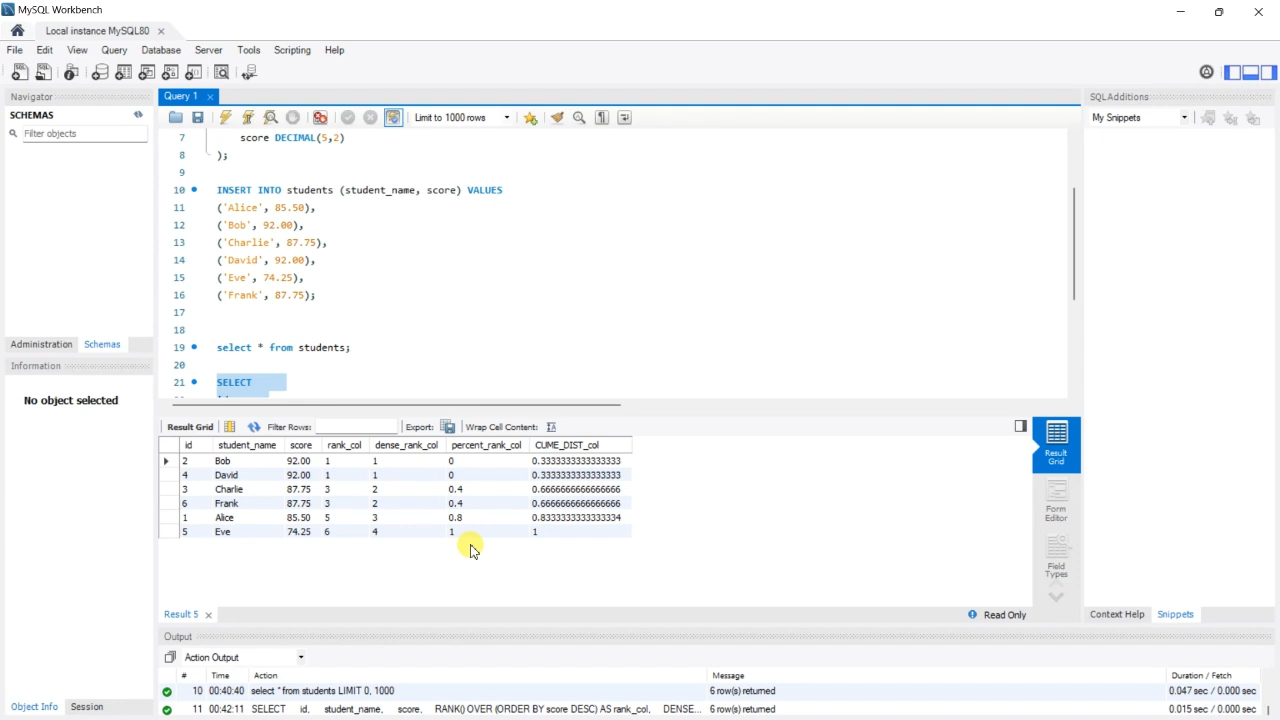 MySQL Workbench
Local instance MySQL80
File Edit View Query Database Server Tools Scripting Help
Navigator
SCHEMAS
Filter objects
Administration Schemas
Information
No object selected
Object Info Session
Query 1
Limit to 1000 rows
7 score DECIMAL(5,2)
8 );
9
10 INSERT INTO students (student_name, score) VALUES
11 ('Alice', 85.50),
12 ('Bob', 92.00),
13 ('Charlie', 87.75),
14 ('David', 92.00),
15 ('Eve', 74.25),
16 ('Frank', 87.75);
17
18
19 select * from students;
20
21 SELECT
Result Grid Filter Rows: Export: Wrap Cell Content:
id student_name score rank_col dense_rank_col percent_rank_col CUME_DIST_col
2 Bob 92.00 1 1 0 0.3333333333333333
4 David 92.00 1 1 0 0.3333333333333333
3 Charlie 87.75 3 2 0.4 0.6666666666666666
6 Frank 87.75 3 2 0.4 0.6666666666666666
1 Alice 85.50 5 3 0.8 0.8333333333333334
5 Eve 74.25 6 4 1 1
Result Grid
Form Editor
Field Types
Result 5 Read Only
SQLAdditions
My Snippets
Context Help Snippets
Output
Action Output
# Time Action Message Duration / Fetch
10 00:40:40 select * from students LIMIT 0, 1000 6 row(s) returned 0.047 sec / 0.000 sec
11 00:42:11 SELECT id, student_name, score, RANK() OVER (ORDER BY score DESC) AS rank_col, DENSE... 6 row(s) returned 0.015 sec / 0.000 sec